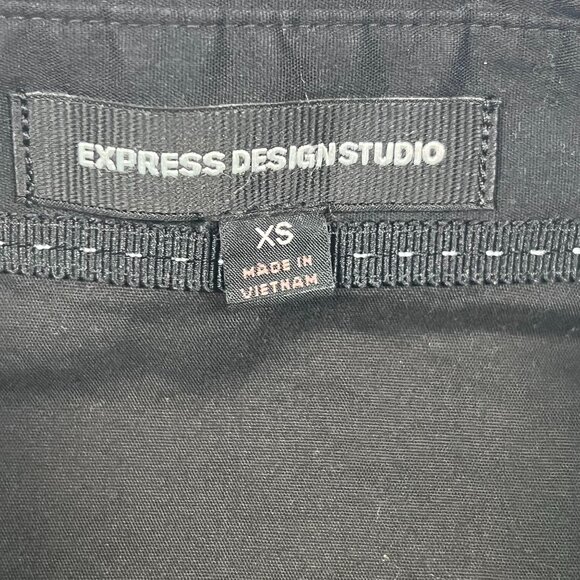 EXPRESS DESIGN STUDIO
XS
MADE IN
VIETNAM